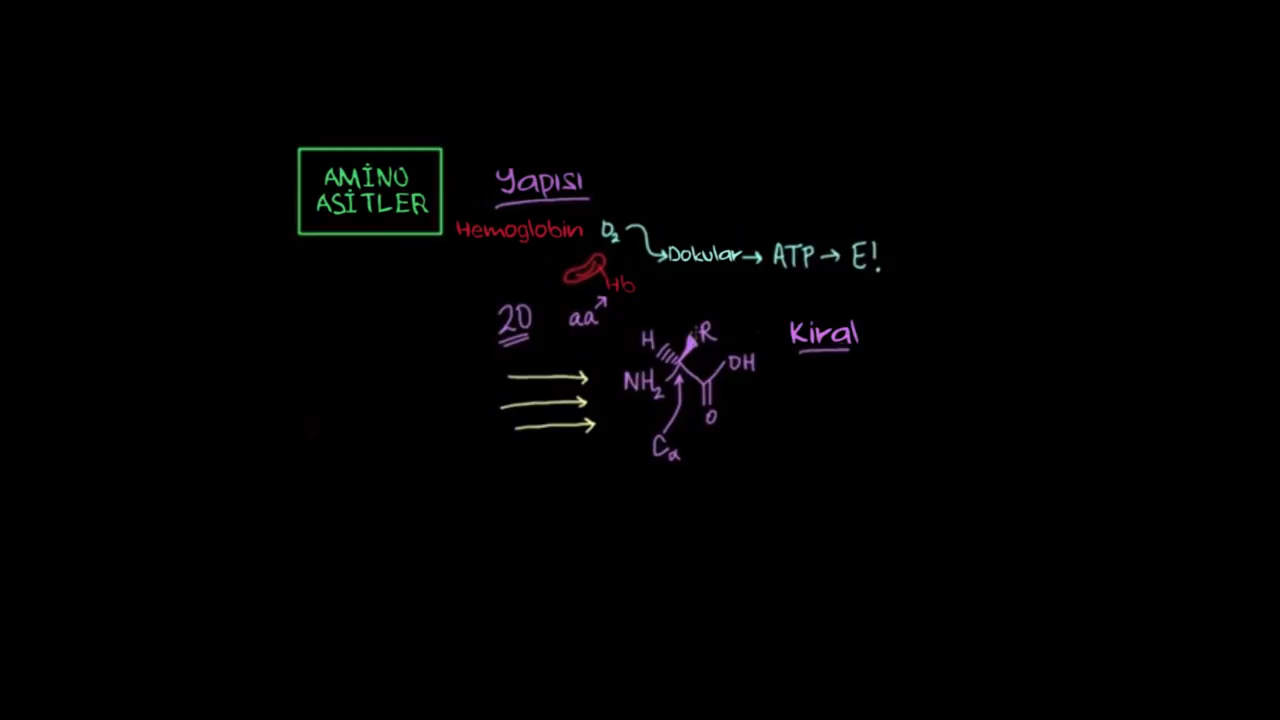 AMİNO
ASİTLER
Yapısı
Hemoglobin O₂ → Dokular → ATP → E!
Hb
20 aa
H R
NH₂ OH
O
Cα
Kiral